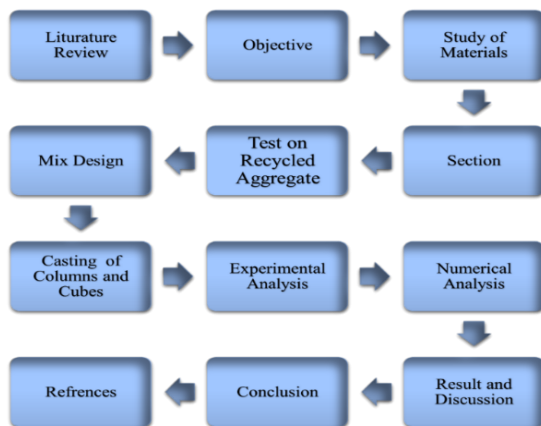 Liturature
Review
Objective
Study of
Materials
Section
Test on
Recycled
Aggregate
Mix Design
Casting of
Columns and
Cubes
Experimental
Analysis
Numerical
Analysis
Result and
Discussion
Conclusion
Refrences